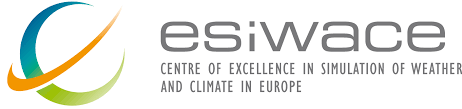 esiwace
CENTRE OF EXCELLENCE IN SIMULATION OF WEATHER
AND CLIMATE IN EUROPE